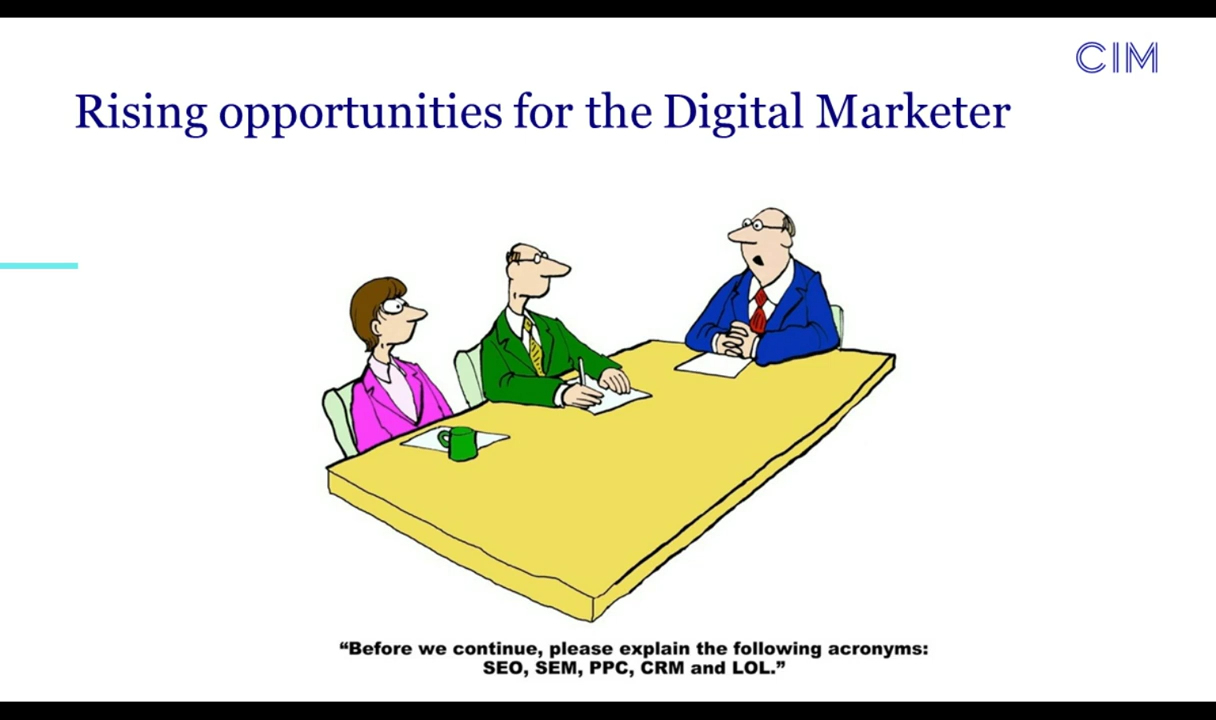 CIM
Rising opportunities for the Digital Marketer
“Before we continue, please explain the following acronyms:
SEO, SEM, PPC, CRM and LOL.”